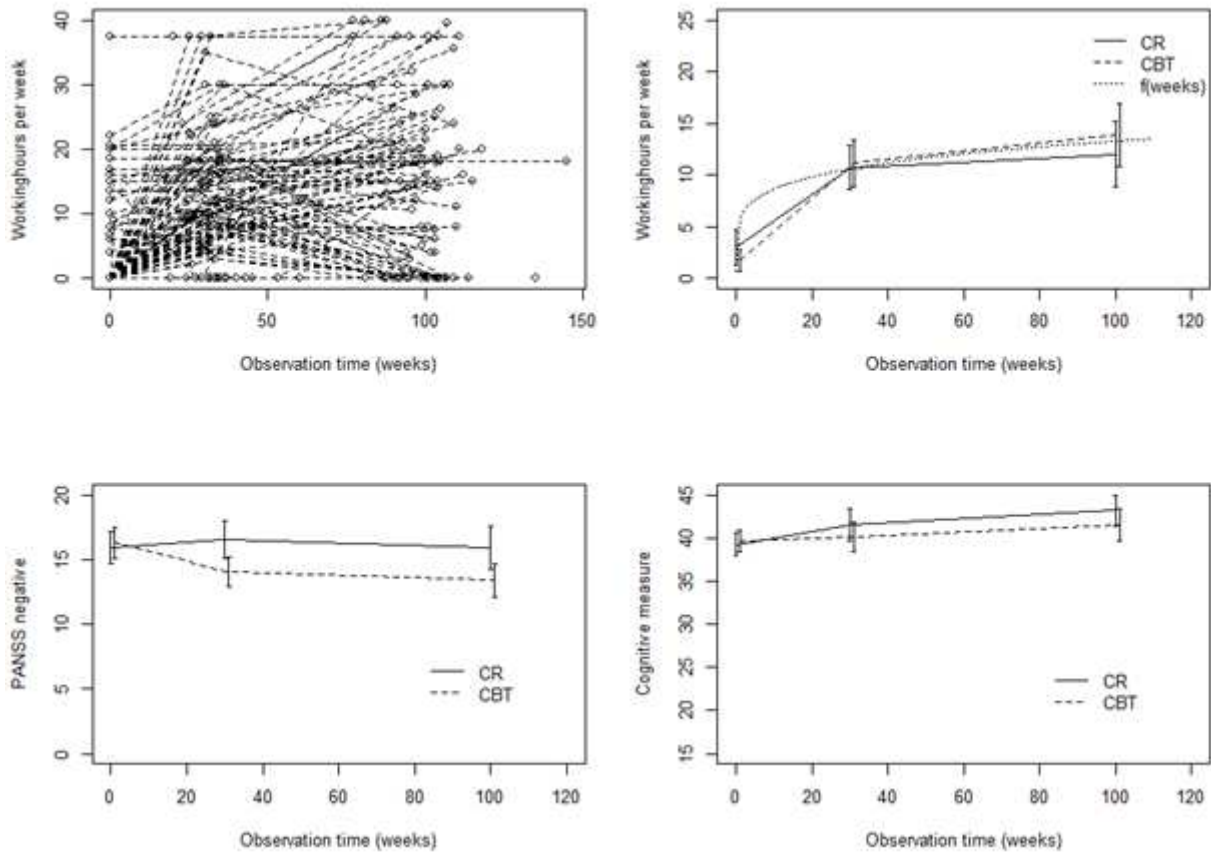 Workinghours per week
40
30
20
10
0
0 50 100 150
Observation time (weeks)
Workinghours per week
25
20
15
10
5
0
CR
CBT
f(weeks)
0 20 40 60 80 100 120
Observation time (weeks)
PANSS negative
20
15
10
5
0
CR
CBT
0 20 40 60 80 100 120
Observation time (weeks)
Cognitive measure
45
40
35
30
25
20
15
CR
CBT
0 20 40 60 80 100 120
Observation time (weeks)